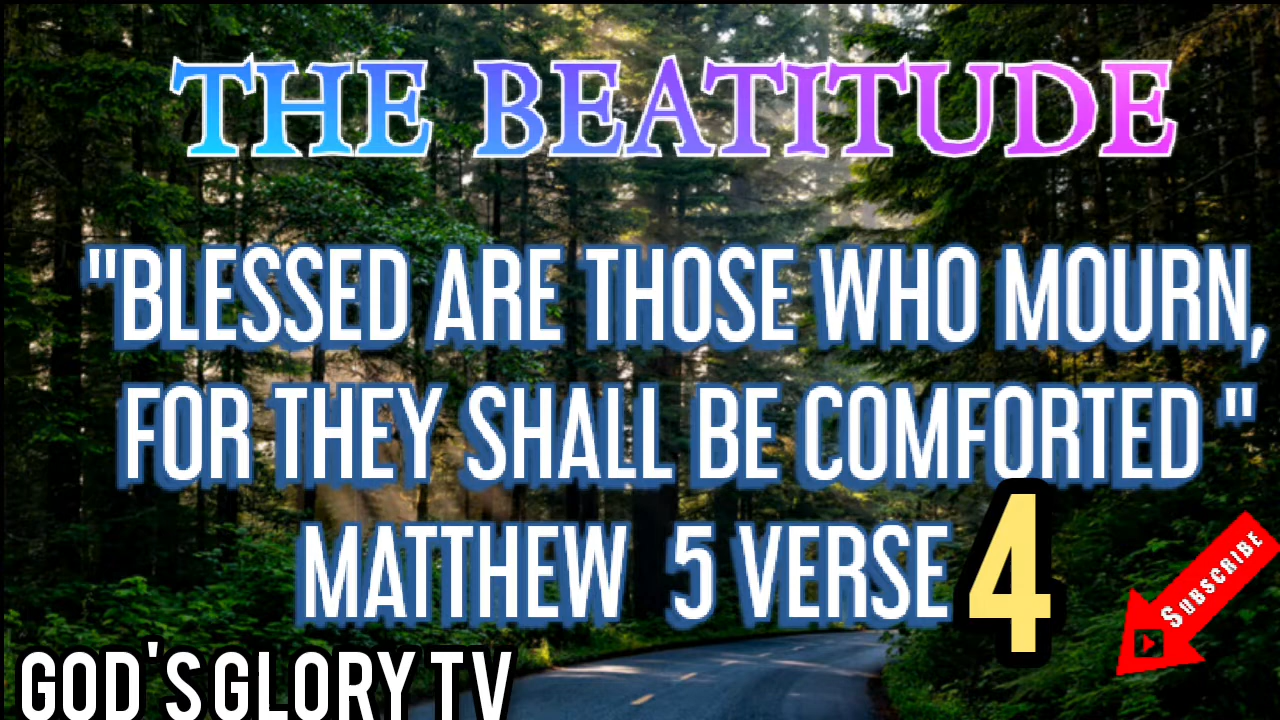 THE BEATITUDE
"BLESSED ARE THOSE WHO MOURN,
FOR THEY SHALL BE COMFORTED "
MATTHEW 5 VERSE 4
SUBSCRIBE
GOD'S GLORY TV